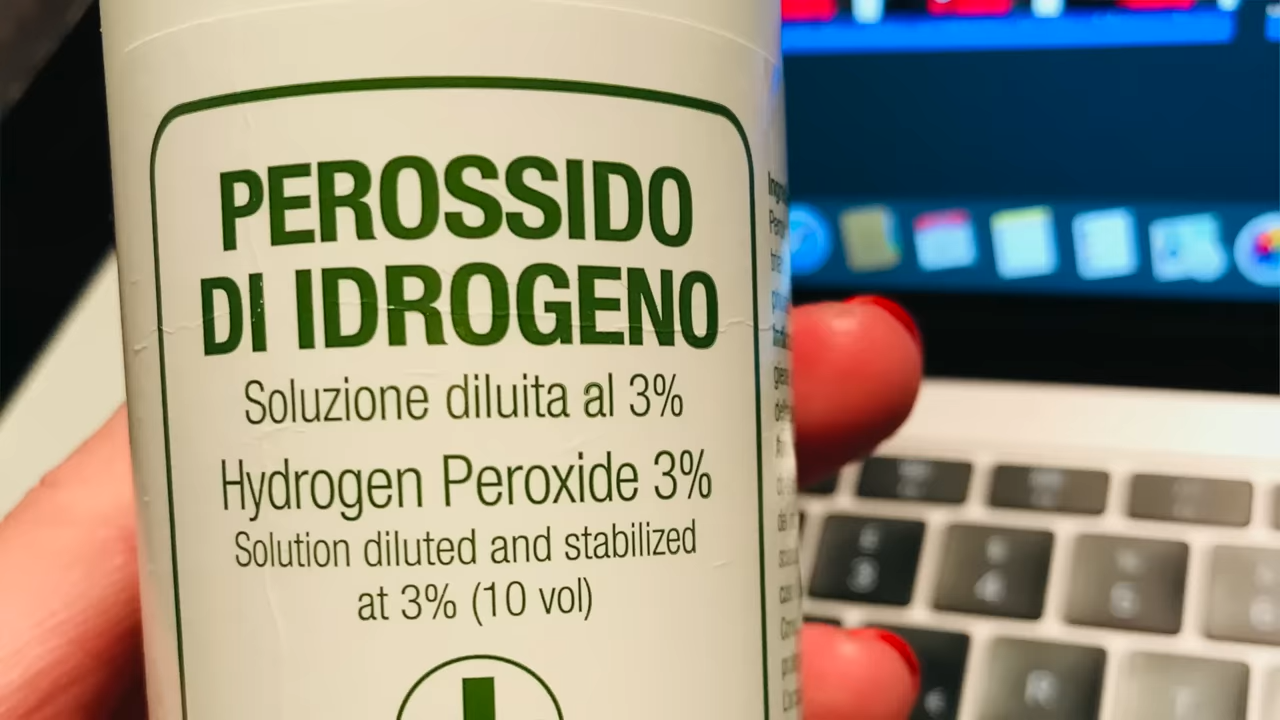 PEROSSIDO
DI IDROGENO
Soluzione diluita al 3%
Hydrogen Peroxide 3%
Solution diluted and stabilized
at 3% (10 vol)